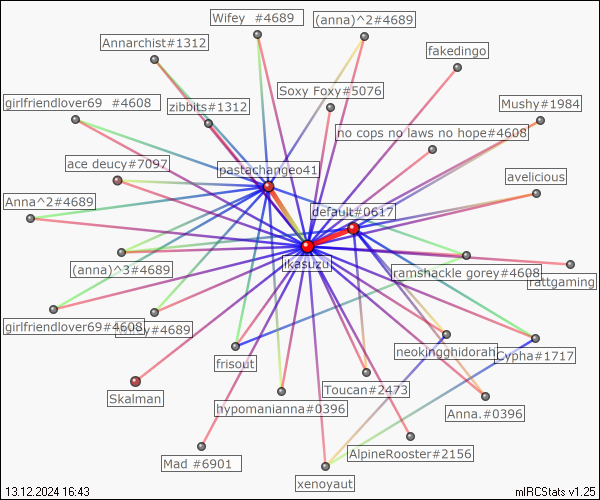 Wifey #4689
(anna)^2#4689
Annarchist#1312
fakedingo
Soxy Foxy#5076
girlfriendlover69 #4608
zibbits#1312
Mushy#1984
no cops no laws no hope#4608
ace deucy#7097
pastachangeo41
avelicious
Anna^2#4689
default#0617
ikasuzu
(anna)^3#4689
ramshackle gorey#4608
rattgaming
girlfriendlover69#4608
#4689
neokingghidorah
Cypha#1717
frisout
Toucan#2473
Skalman
hypomanianna#0396
Anna.#0396
AlpineRooster#2156
Mad #6901
xenoyaut
13.12.2024 16:43
mIRCStats v1.25